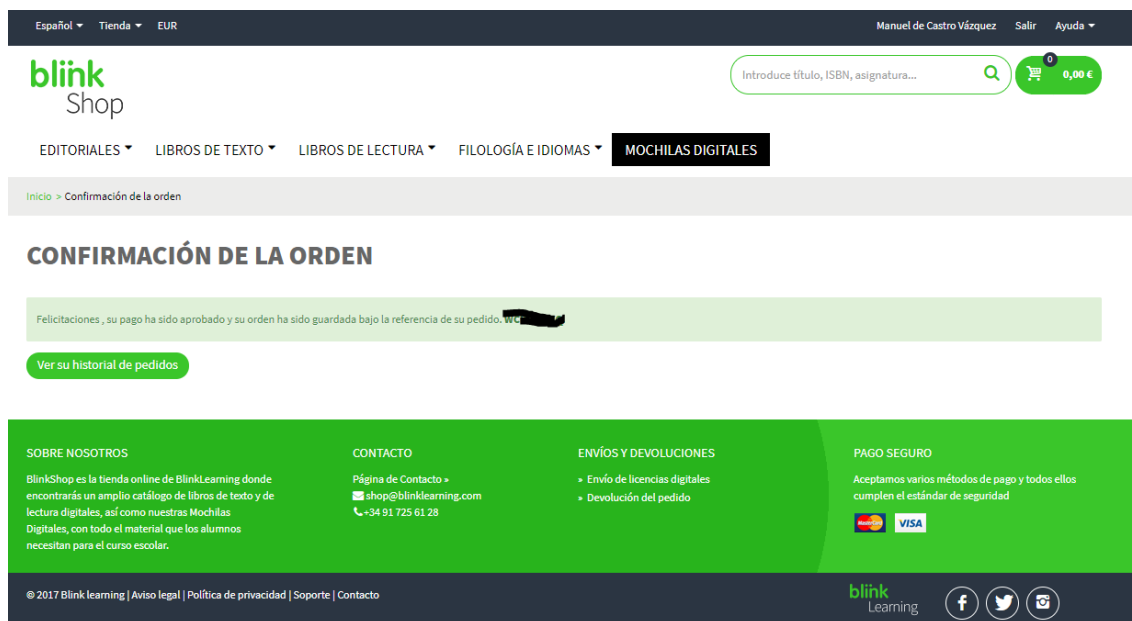 Español Tienda EUR Manuel de Castro Vázquez Salir Ayuda
blink
Shop
Introduce título, ISBN, asignatura...
0
0,00 €
EDITORIALES LIBROS DE TEXTO LIBROS DE LECTURA FILOLOGÍA E IDIOMAS MOCHILAS DIGITALES
Inicio > Confirmación de la orden
CONFIRMACIÓN DE LA ORDEN
Felicitaciones , su pago ha sido aprobado y su orden ha sido guardada bajo la referencia de su pedido.
Ver su historial de pedidos
SOBRE NOSOTROS
BlinkShop es la tienda online de BlinkLearning donde
encontrarás un amplio catálogo de libros de texto y de
lectura digitales, así como nuestras Mochilas
Digitales, con todo el material que los alumnos
necesitan para el curso escolar.
CONTACTO
Página de Contacto »
shop@blinklearning.com
+34 91 725 61 28
ENVÍOS Y DEVOLUCIONES
» Envío de licencias digitales
» Devolución del pedido
PAGO SEGURO
Aceptamos varios métodos de pago y todos ellos
cumplen el estándar de seguridad
MasterCard VISA
© 2017 Blink learning | Aviso legal | Política de privacidad | Soporte | Contacto
blink
Learning